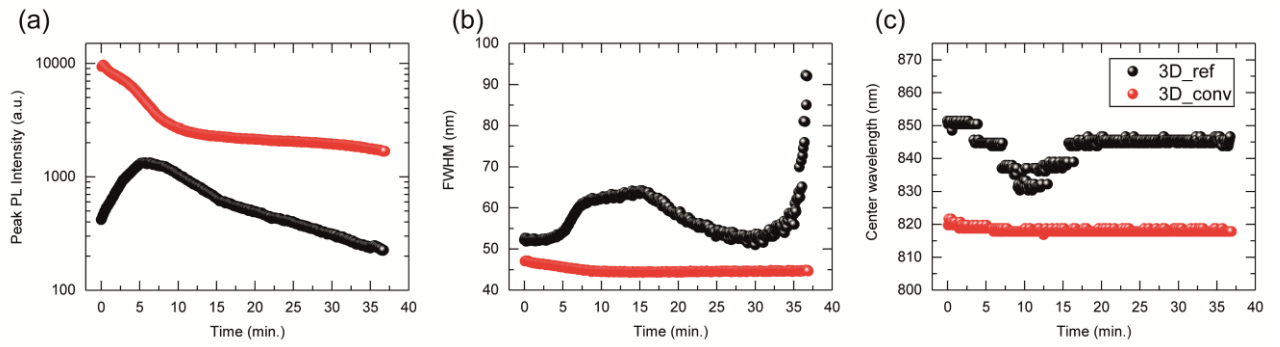 (a)
Peak PL Intensity (a.u.)
10000
1000
100
0 5 10 15 20 25 30 35 40
Time (min.)
(b)
FWHM (nm)
100
90
80
70
60
50
40
0 5 10 15 20 25 30 35 40
Time (min.)
(c)
Center wavelength (nm)
870
860
850
840
830
820
810
800
3D_ref
3D_conv
0 5 10 15 20 25 30 35 40
Time (min.)